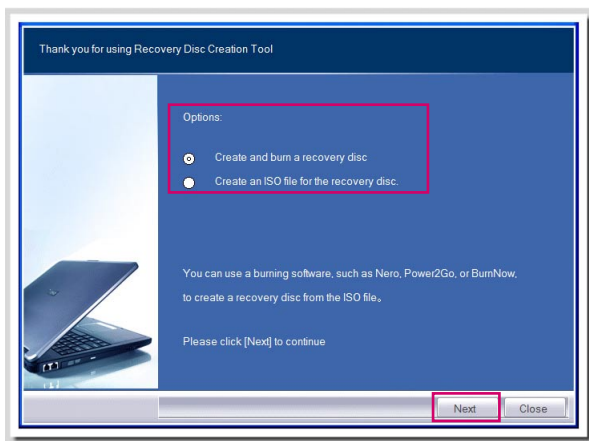 Thank you for using Recovery Disc Creation Tool
Options:
Create and burn a recovery disc
Create an ISO file for the recovery disc.
You can use a burning software, such as Nero, Power2Go, or BurnNow,
to create a recovery disc from the ISO file。
Please click [Next] to continue
Next Close